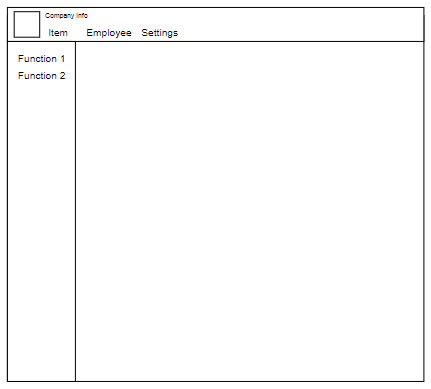 Company Info
Item Employee Settings
Function 1
Function 2